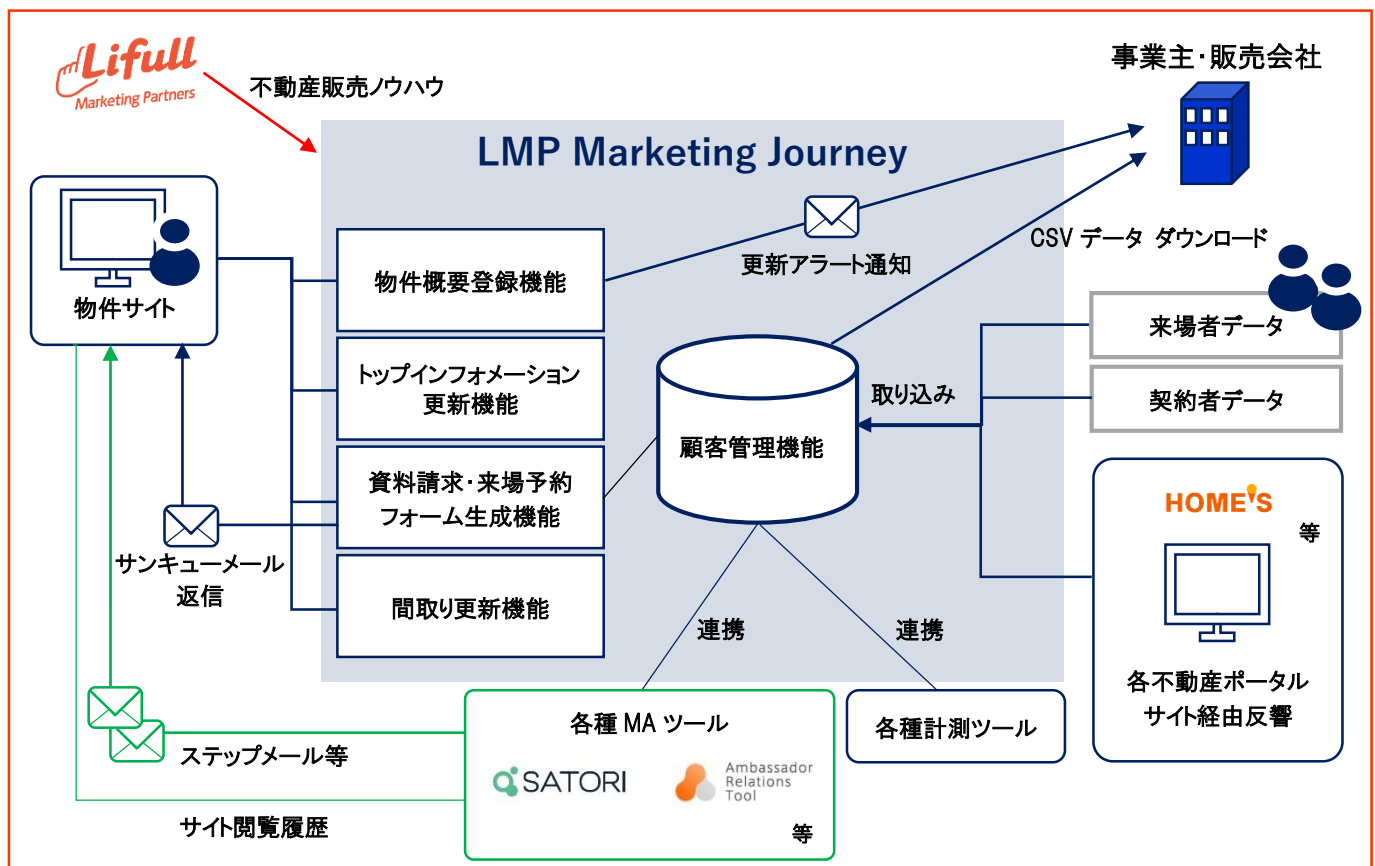 Lifull
Marketing Partners
不動産販売ノウハウ
事業主・販売会社
LMP Marketing Journey
物件サイト
物件概要登録機能
更新アラート通知
CSV データ ダウンロード
来場者データ
トップインフォメーション
更新機能
取り込み
契約者データ
顧客管理機能
資料請求・来場予約
フォーム生成機能
サンキューメール
返信
間取り更新機能
HOME'S
等
連携
連携
各不動産ポータル
サイト経由反響
各種 MA ツール
各種計測ツール
ステップメール等
SATORI
Ambassador
Relations
Tool
等
サイト閲覧履歴